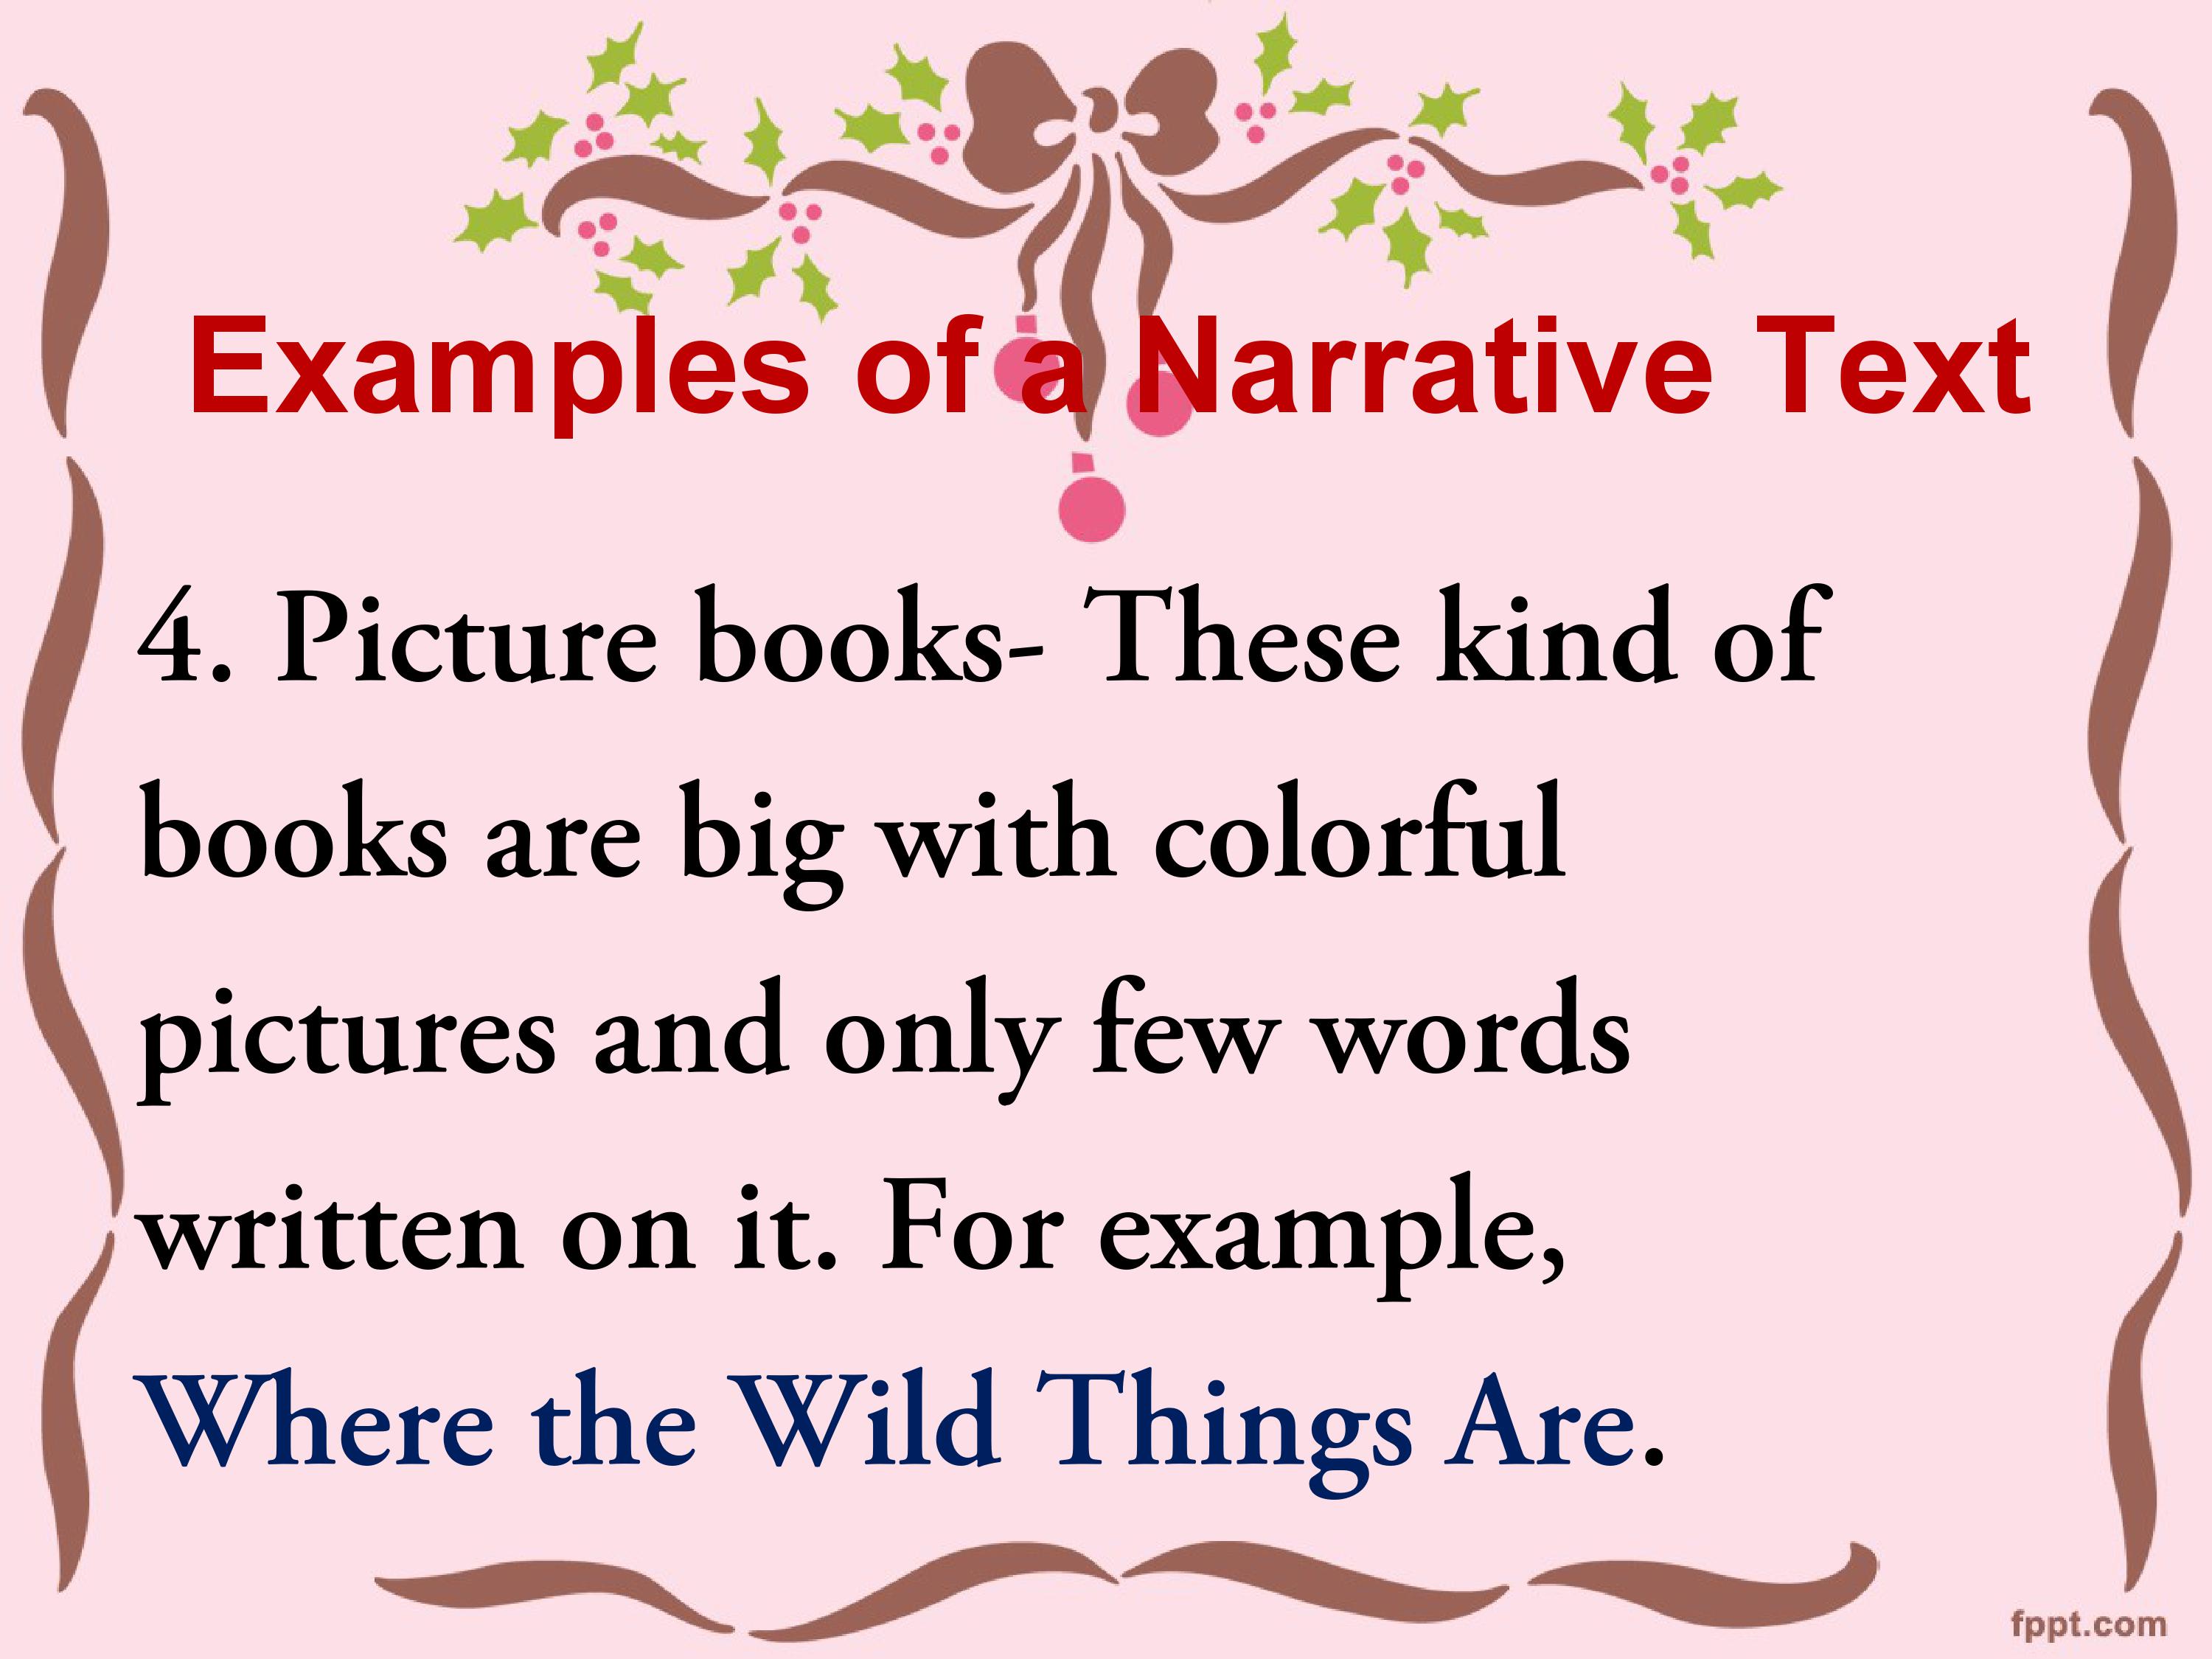 Examples of a Narrative Text
4. Picture books- These kind of
books are big with colorful
pictures and only few words
written on it. For example,
Where the Wild Things Are.
fppt.com